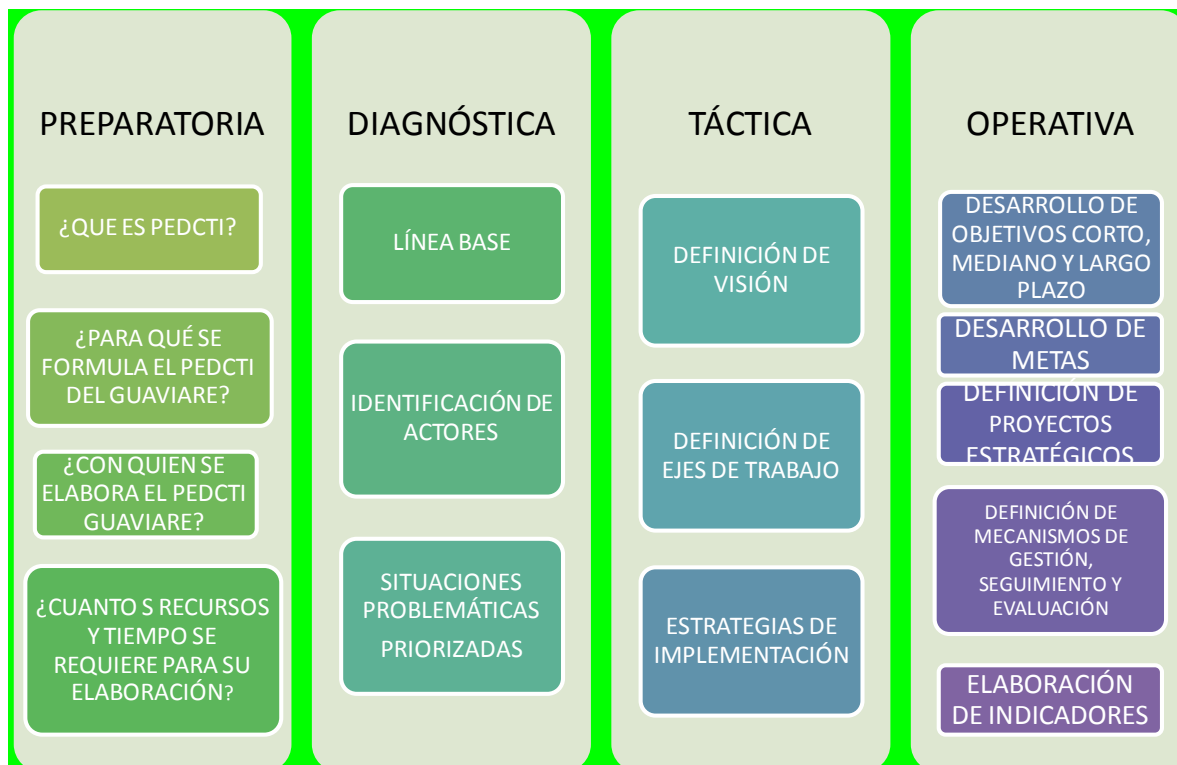 PREPARATORIA
¿QUE ES PEDCTI?
¿PARA QUÉ SE
FORMULA EL PEDCTI
DEL GUAVIARE?
¿CON QUIEN SE
ELABORA EL PEDCTI
GUAVIARE?
¿CUANTO S RECURSOS
Y TIEMPO SE
REQUIERE PARA SU
ELABORACIÓN?
DIAGNÓSTICA
LÍNEA BASE
IDENTIFICACIÓN DE
ACTORES
SITUACIONES
PROBLEMÁTICAS
PRIORIZADAS
TÁCTICA
DEFINICIÓN DE
VISIÓN
DEFINICIÓN DE
EJES DE TRABAJO
ESTRATEGIAS DE
IMPLEMENTACIÓN
OPERATIVA
DESARROLLO DE
OBJETIVOS CORTO,
MEDIANO Y LARGO
PLAZO
DESARROLLO DE
METAS
DEFINICIÓN DE
PROYECTOS
ESTRATÉGICOS
DEFINICIÓN DE
MECANISMOS DE
GESTIÓN,
SEGUIMIENTO Y
EVALUACIÓN
ELABORACIÓN
DE INDICADORES